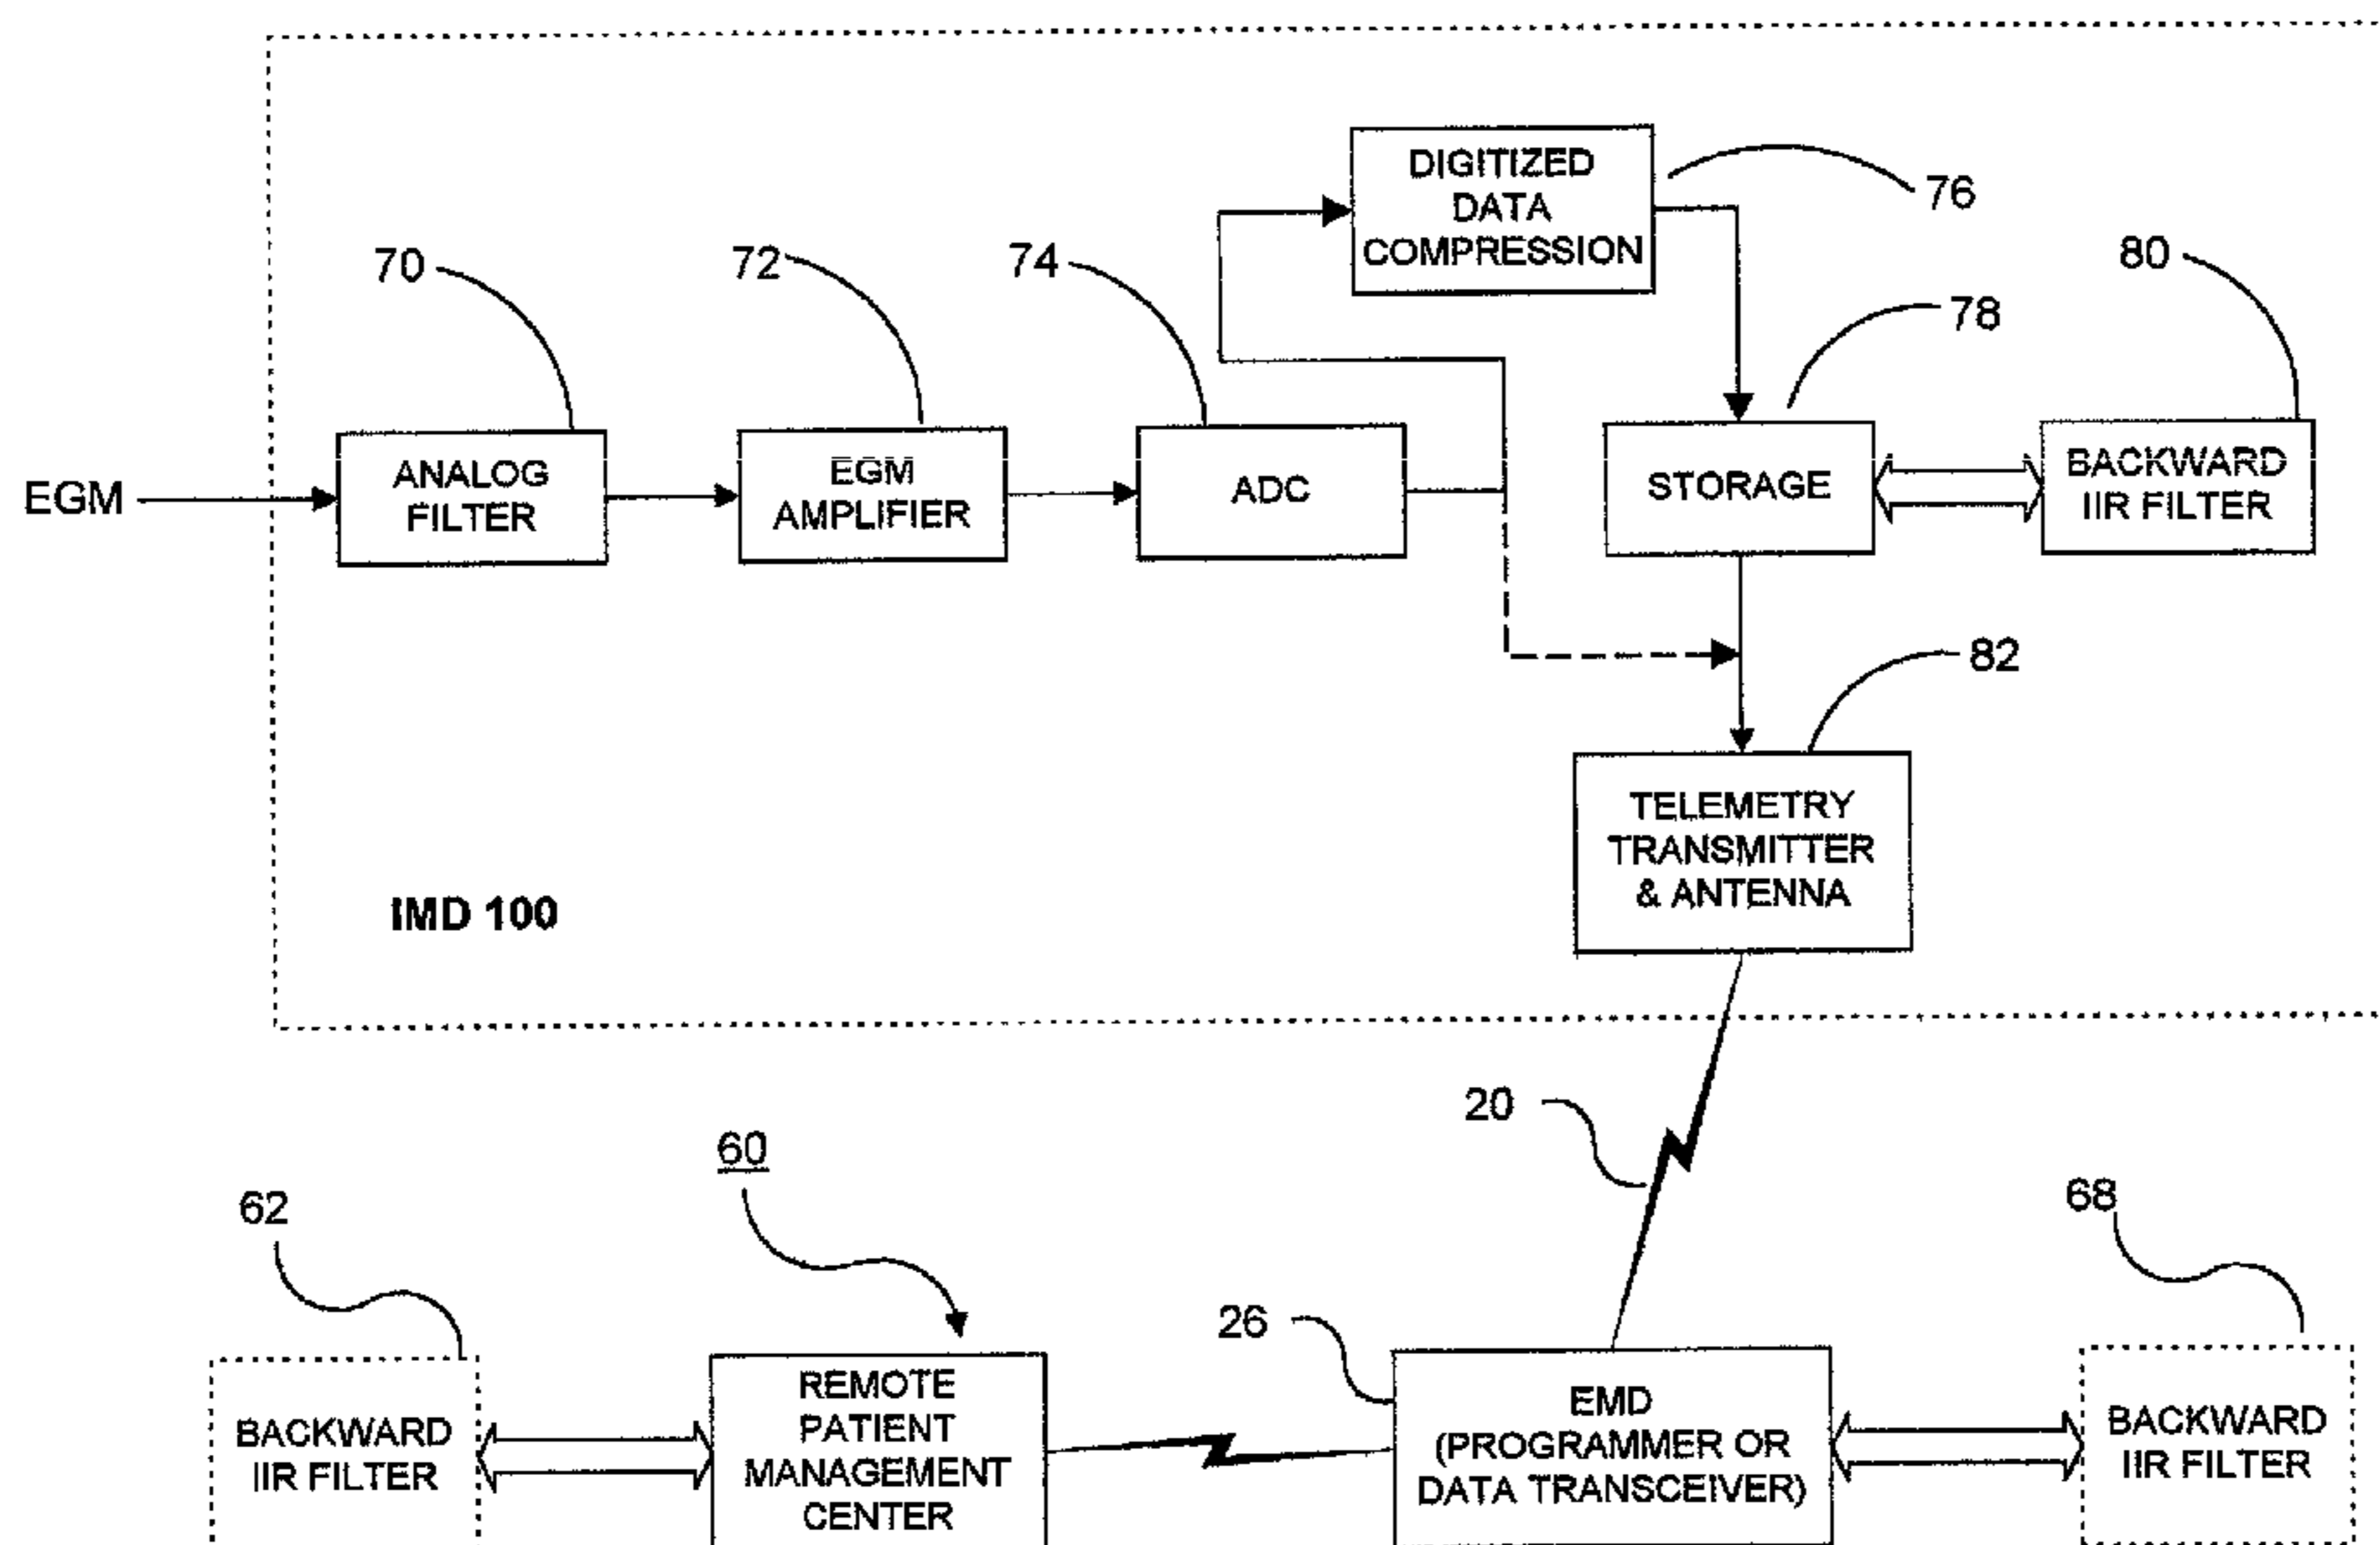 DIGITIZED
DATA
COMPRESSION
76
70
72
74
80
78
EGM
ANALOG
FILTER
EGM
AMPLIFIER
ADC
STORAGE
BACKWARD
IIR FILTER
82
TELEMETRY
TRANSMITTER
& ANTENNA
IMD 100
20
60
62
68
26
BACKWARD
IIR FILTER
REMOTE
PATIENT
MANAGEMENT
CENTER
EMD
(PROGRAMMER OR
DATA TRANSCEIVER)
BACKWARD
IIR FILTER